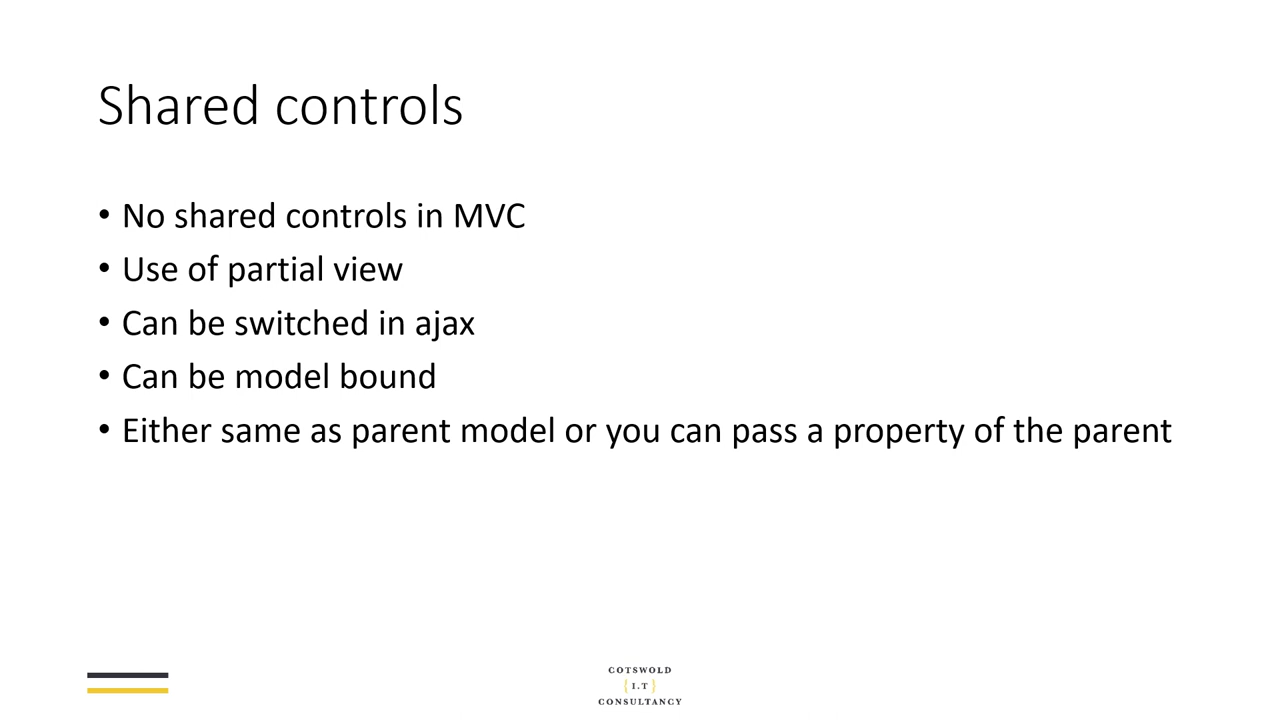 Shared controls
• No shared controls in MVC
• Use of partial view
• Can be switched in ajax
• Can be model bound
• Either same as parent model or you can pass a property of the parent
COTSWOLD
{ I.T }
CONSULTANCY